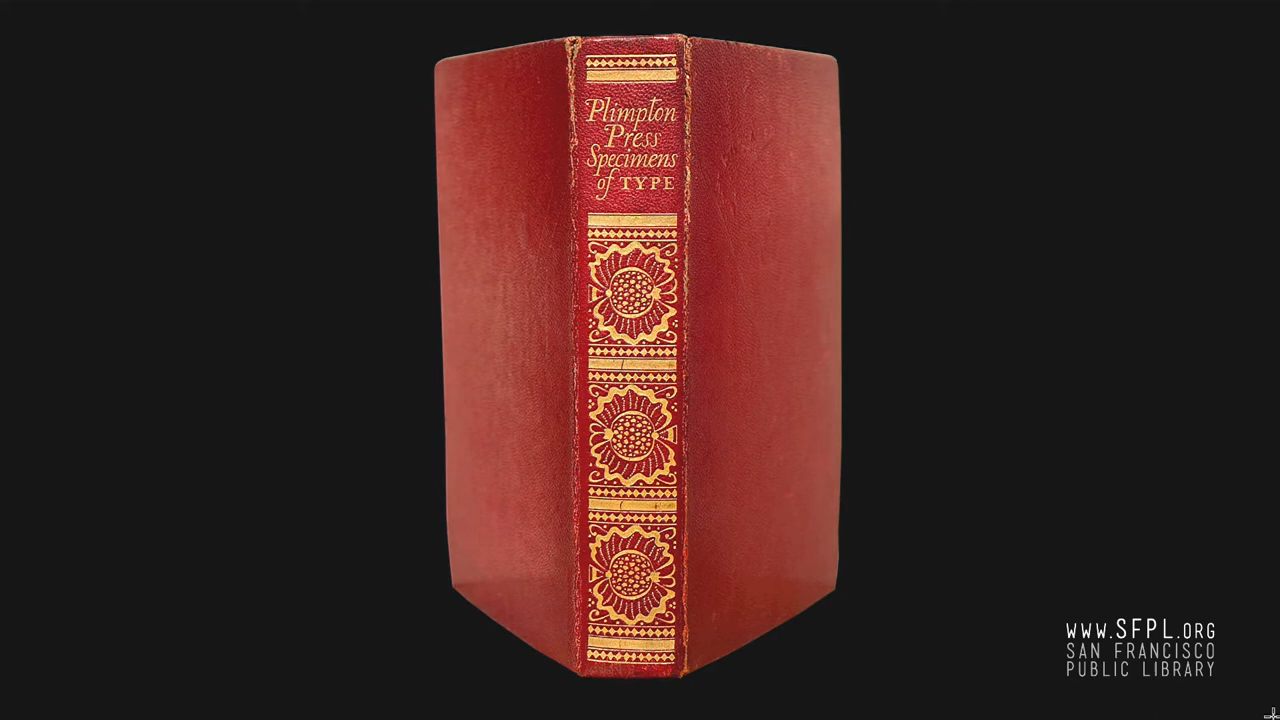 Plimpton
Press
Specimens
of TYPE
www.SFPL.ORG
SAN FRANCISCO
PUBLIC LIBRARY